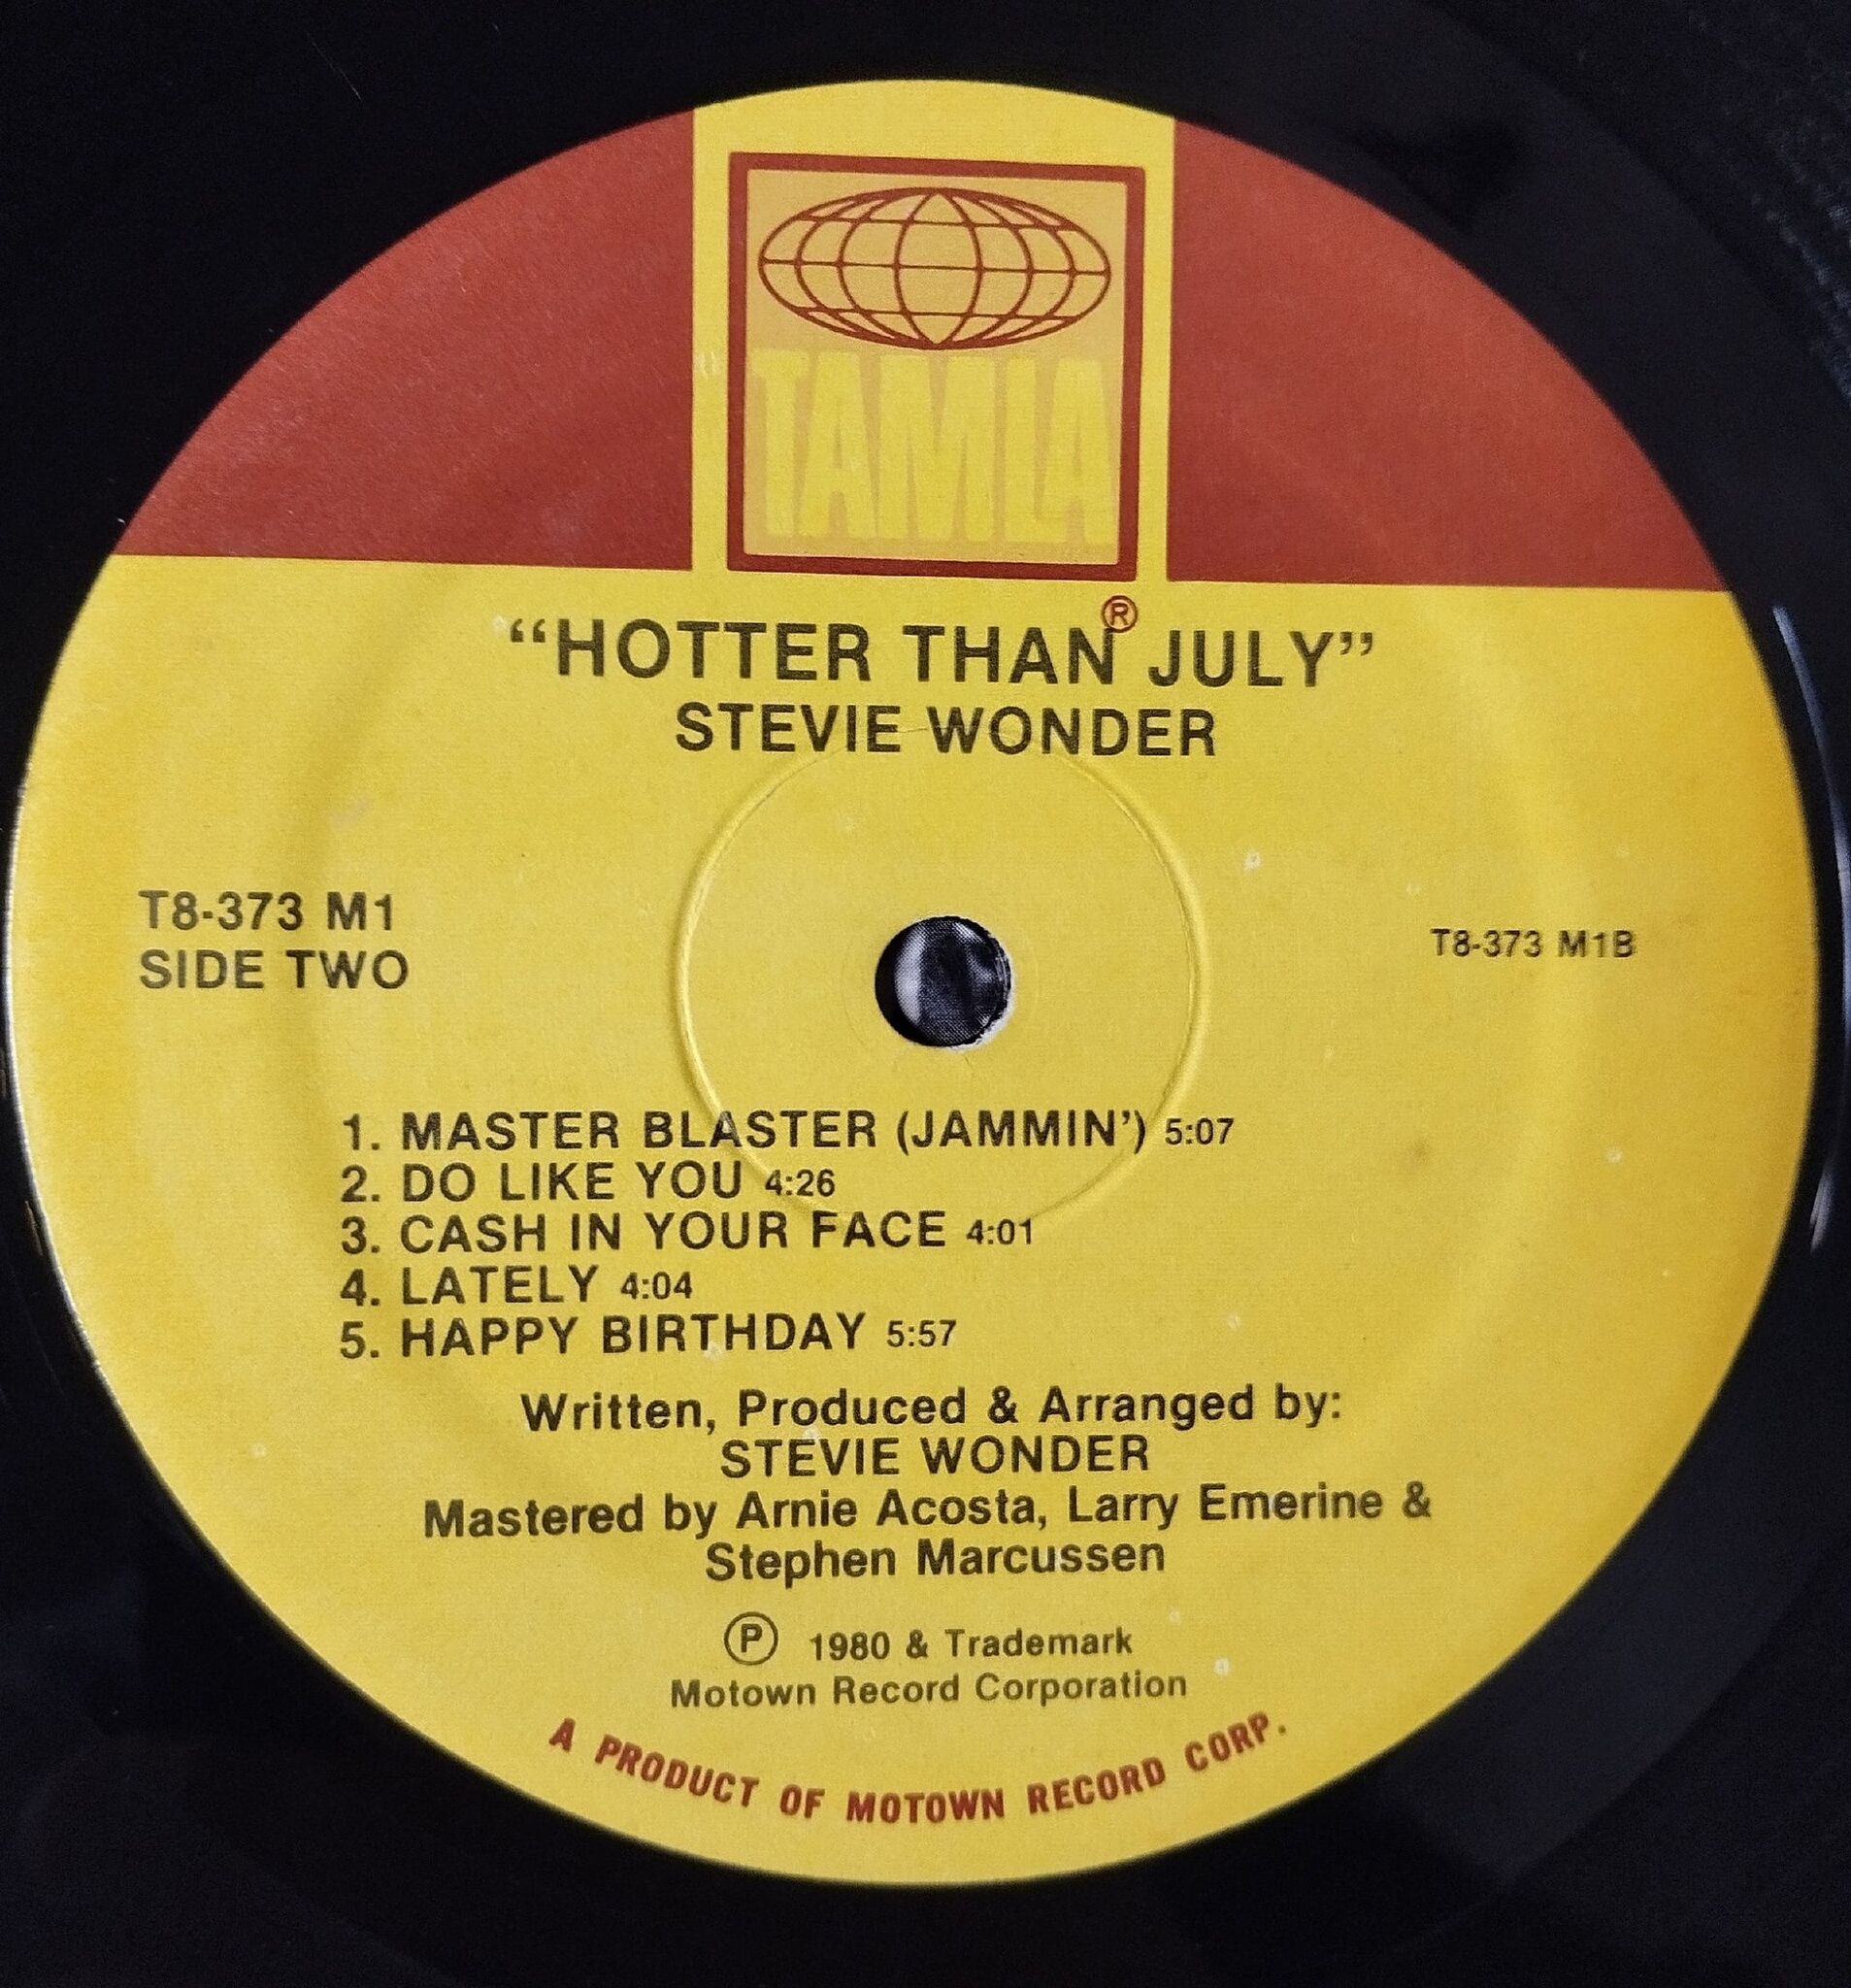 TAMLA
®
“HOTTER THAN JULY”
STEVIE WONDER
T8-373 M1
SIDE TWO
T8-373 M1B
1. MASTER BLASTER (JAMMIN’) 5:07
2. DO LIKE YOU 4:26
3. CASH IN YOUR FACE 4:01
4. LATELY 4:04
5. HAPPY BIRTHDAY 5:57
Written, Produced & Arranged by:
STEVIE WONDER
Mastered by Arnie Acosta, Larry Emerine &
Stephen Marcussen
Ⓟ 1980 & Trademark
Motown Record Corporation
A PRODUCT OF MOTOWN RECORD CORP.